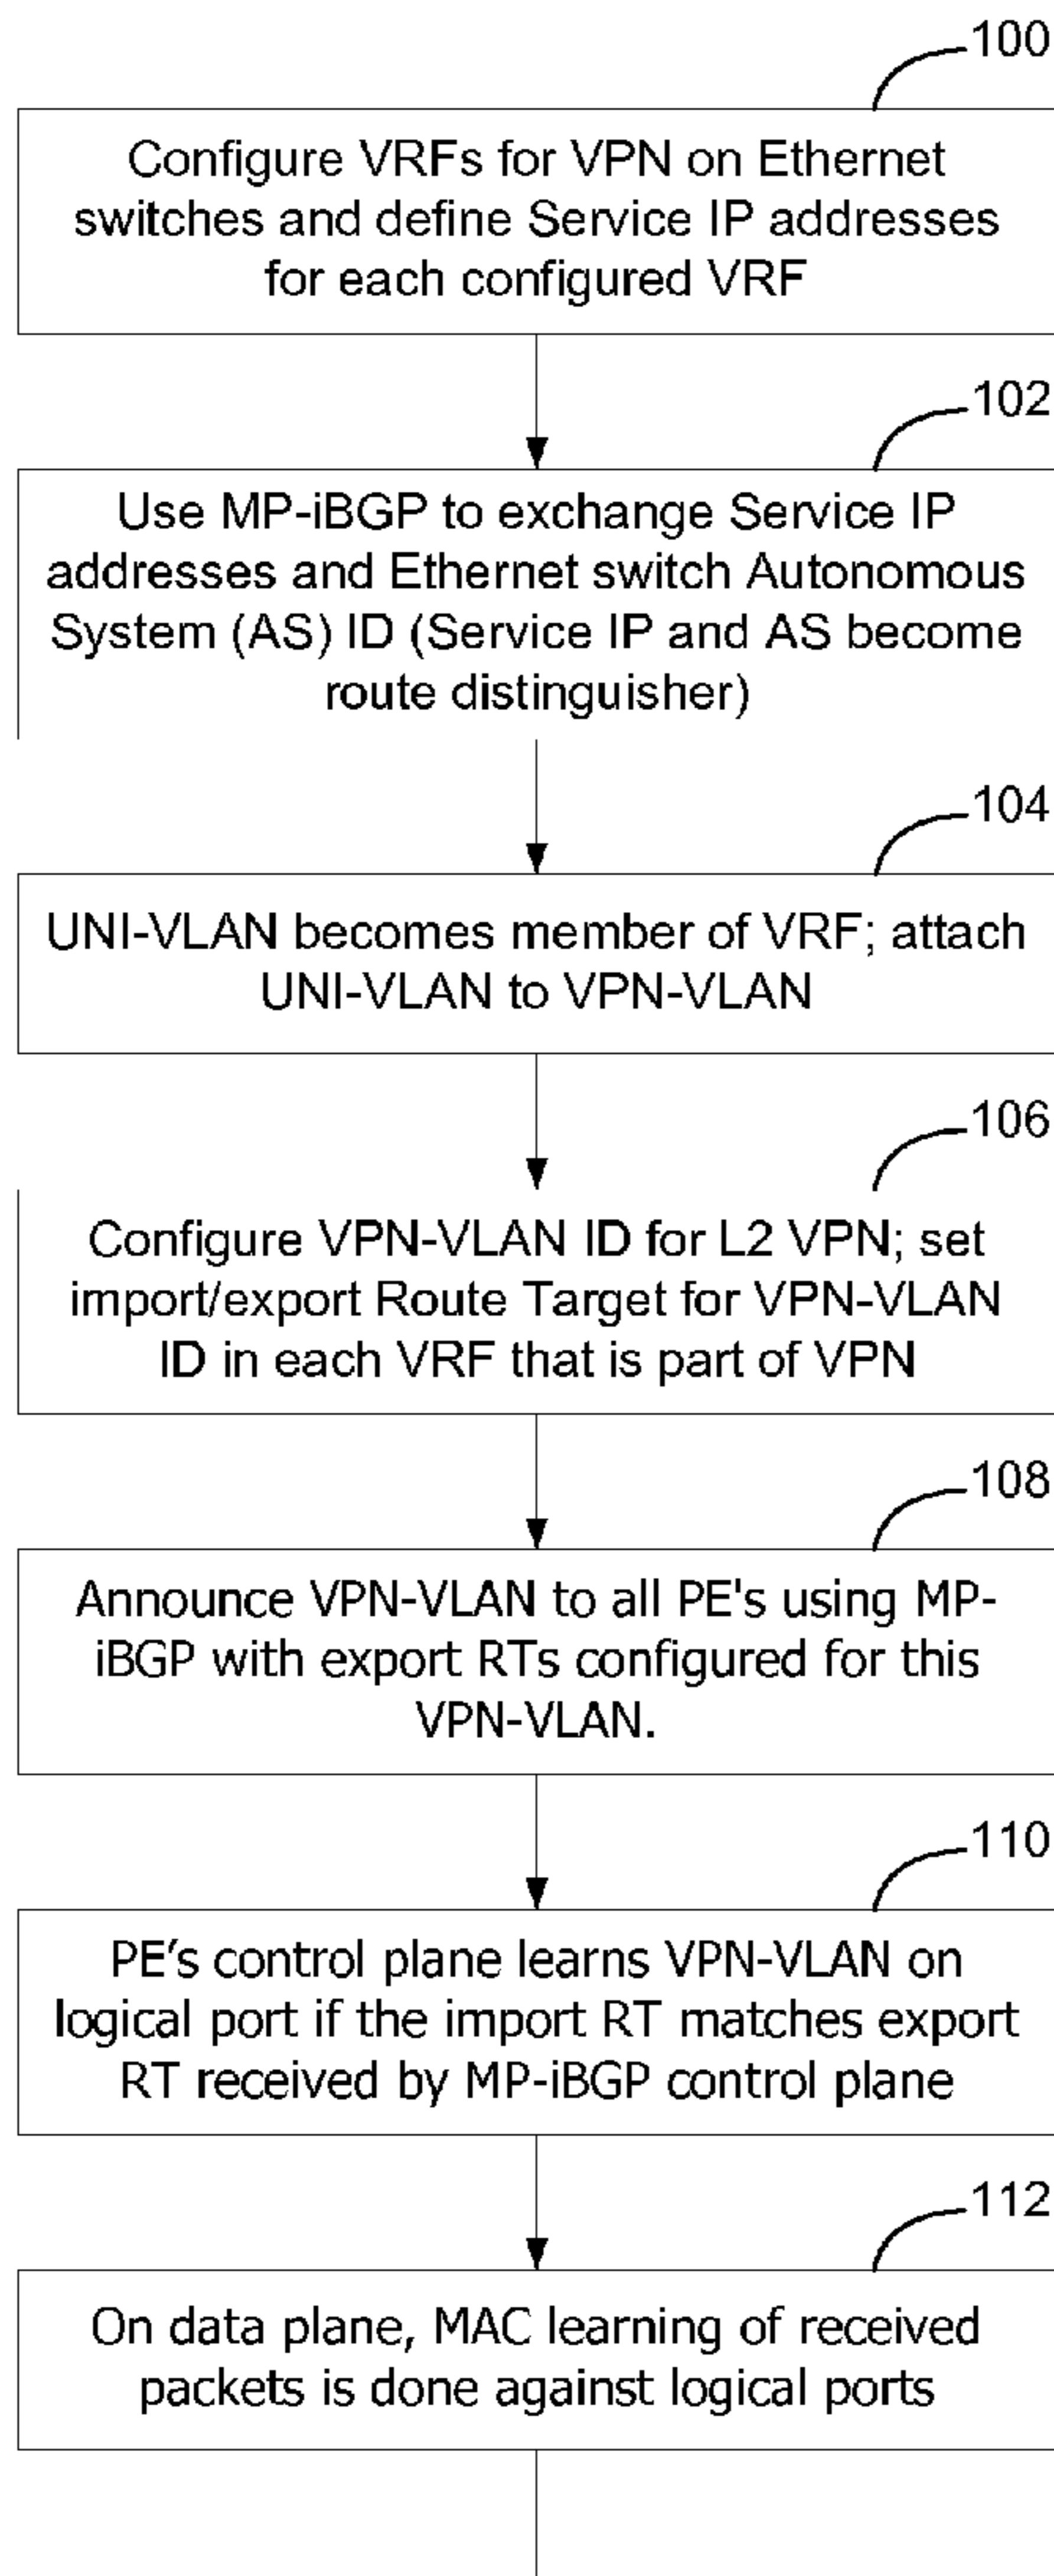 100
Configure VRFs for VPN on Ethernet
switches and define Service IP addresses
for each configured VRF
102
Use MP-iBGP to exchange Service IP
addresses and Ethernet switch Autonomous
System (AS) ID (Service IP and AS become
route distinguisher)
104
UNI-VLAN becomes member of VRF; attach
UNI-VLAN to VPN-VLAN
106
Configure VPN-VLAN ID for L2 VPN; set
import/export Route Target for VPN-VLAN
ID in each VRF that is part of VPN
108
Announce VPN-VLAN to all PE's using MP-
iBGP with export RTs configured for this
VPN-VLAN.
110
PE’s control plane learns VPN-VLAN on
logical port if the import RT matches export
RT received by MP-iBGP control plane
112
On data plane, MAC learning of received
packets is done against logical ports